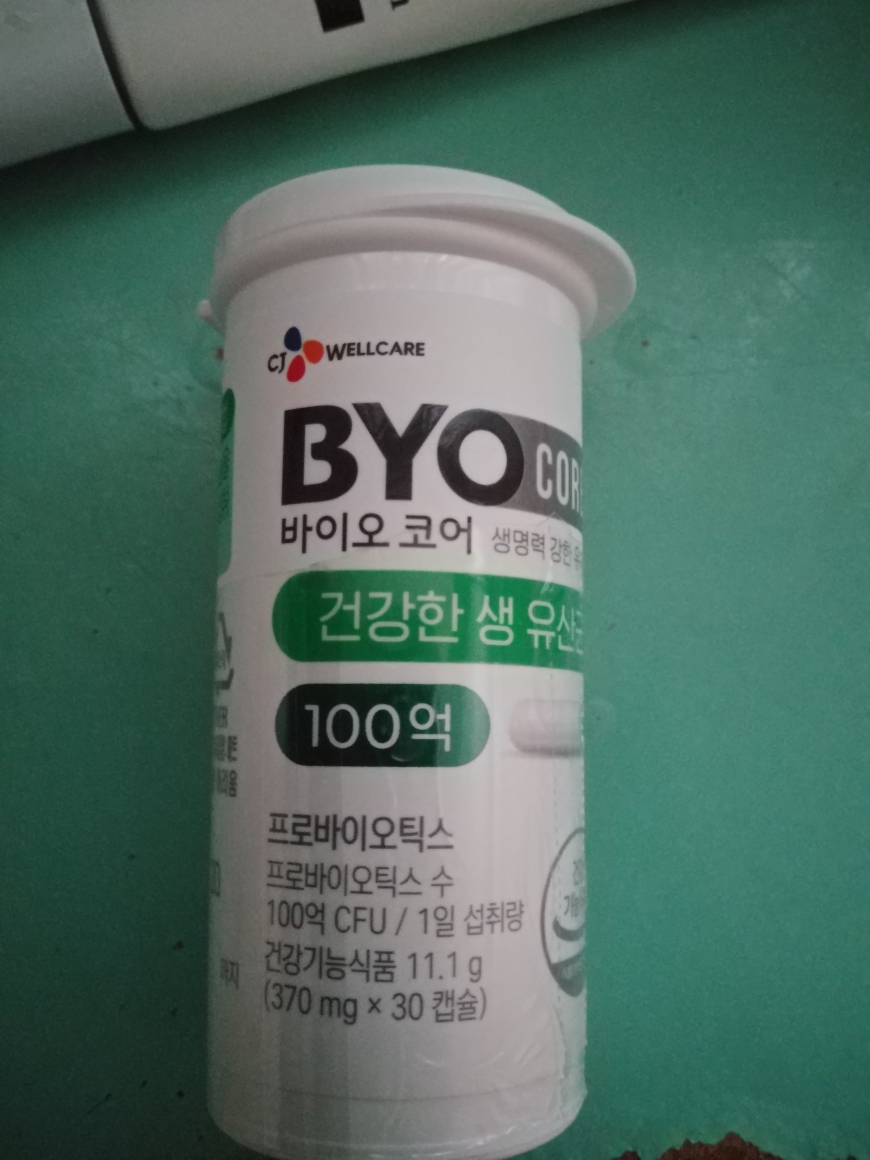 CJ WELLCARE
BYO
바이오 코어 생명력 강한
건강한 생
100억
프로바이오틱스
프로바이오틱스 수
100억 CFU / 1일 섭취량
건강기능식품 11.1 g
(370 mg × 30 캡슐)